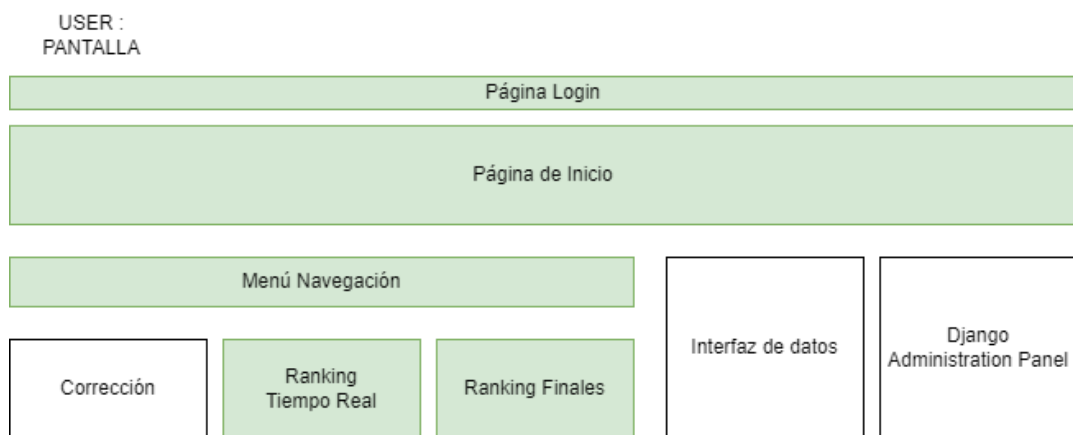 USER :
PANTALLA
Página Login
Página de Inicio
Menú Navegación
Interfaz de datos
Django
Administration Panel
Corrección
Ranking
Tiempo Real
Ranking Finales